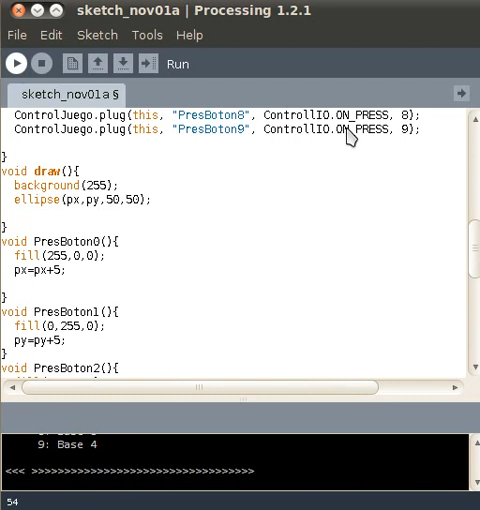 sketch_nov01a | Processing 1.2.1
File Edit Sketch Tools Help
Run
sketch_nov01a §
ControlJuego.plug(this, "PresBoton8", ControllIO.ON_PRESS, 8);
ControlJuego.plug(this, "PresBoton9", ControllIO.ON_PRESS, 9);
}
void draw(){
background(255);
ellipse(px,py,50,50);
}
void PresBoton0(){
fill(255,0,0);
px=px+5;
}
void PresBoton1(){
fill(0,255,0);
py=py+5;
}
void PresBoton2(){
9: Base 4
<<< >>>>>>>>>>>>>>>>>>>>>>>>>>>>>>>>>>
54